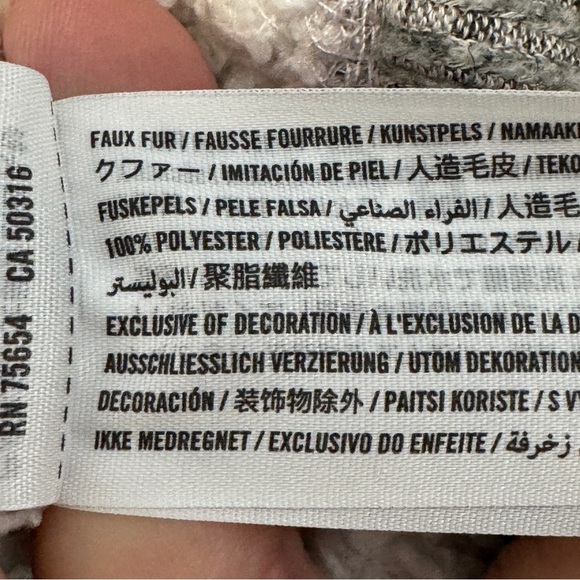 RN 75654 CA 50316
FAUX FUR / FAUSSE FOURRURE / KUNSTPELS / NAMAAK
クファー / IMITACIÓN DE PIEL / 人造毛皮 / TEKO
FUSKEPELS / PELE FALSA / الفراء الصناعي / 人造毛
100% POLYESTER / POLIESTERE / ポリエステル /
البوليستر / 聚脂纖維
EXCLUSIVE OF DECORATION / À L'EXCLUSION DE LA D
AUSSCHLIESSLICH VERZIERUNG / UTOM DEKORATION
DECORACIÓN / 装饰物除外 / PAITSI KORISTE / S V
IKKE MEDREGNET / EXCLUSIVO DO ENFEITE / زخرفة